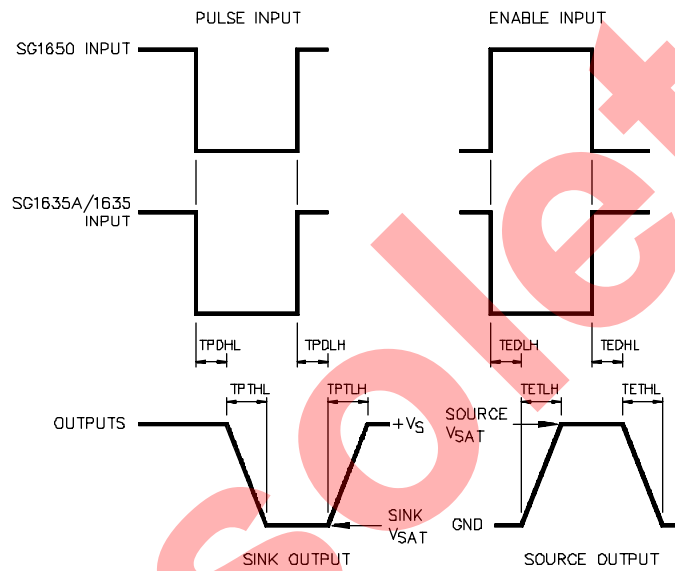 PULSE INPUT
ENABLE INPUT
SG1650 INPUT
SG1635A/1635
INPUT
TPDHL
TPDLH
TEDLH
TEDHL
TPTHL
TPTLH
TETLH
TETHL
OUTPUTS
+VS
SOURCE
VSAT
SINK
VSAT
GND
SINK OUTPUT
SOURCE OUTPUT
solet